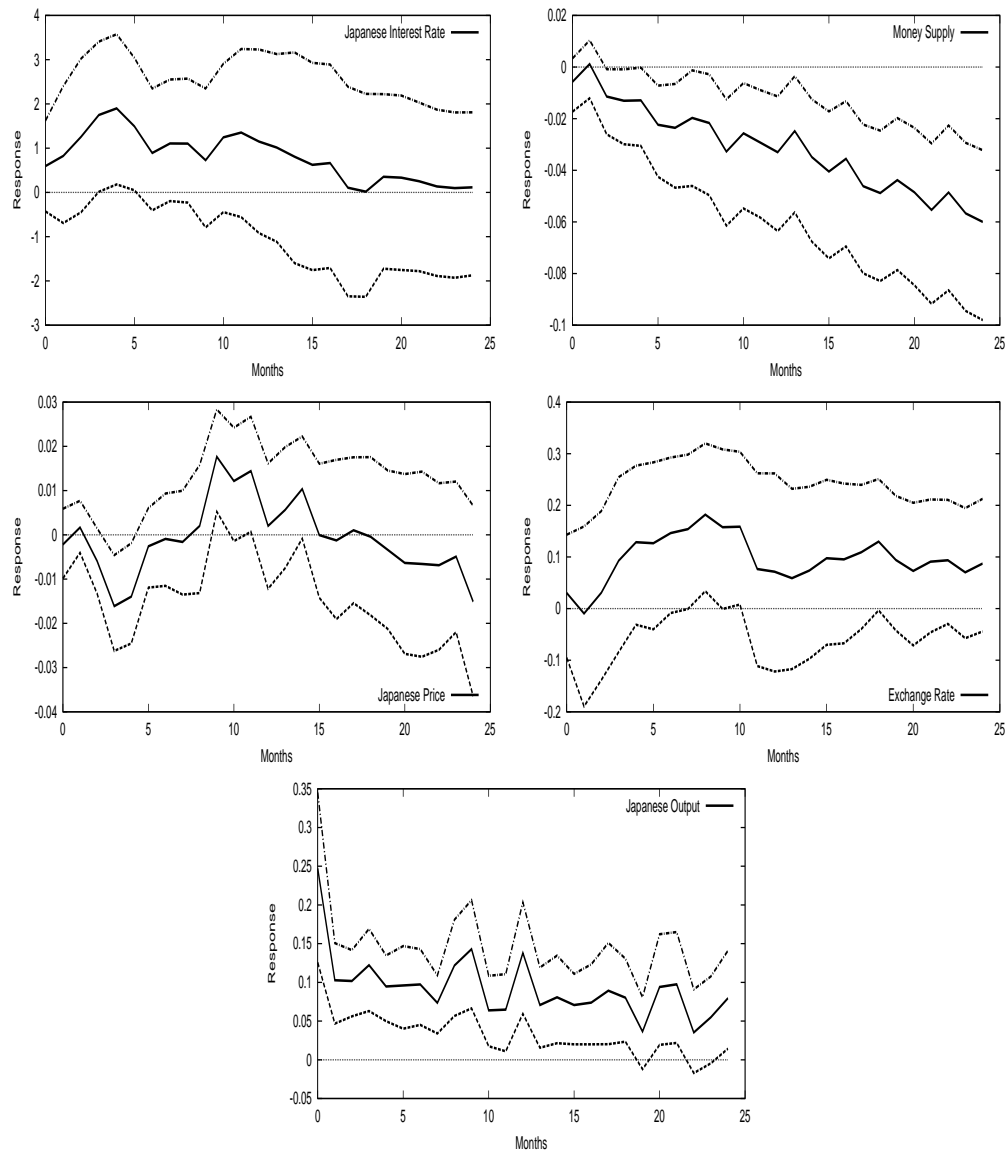 Japanese Interest Rate
4
3
2
1
0
-1
-2
-3
Response
0 5 10 15 20 25
Months
Money Supply
0.02
0
-0.02
-0.04
-0.06
-0.08
-0.1
Response
0 5 10 15 20 25
Months
0.03
0.02
0.01
0
-0.01
-0.02
-0.03
-0.04
Response
Japanese Price
0 5 10 15 20 25
Months
0.4
0.3
0.2
0.1
0
-0.1
-0.2
Response
Exchange Rate
0 5 10 15 20 25
Months
Japanese Output
0.35
0.3
0.25
0.2
0.15
0.1
0.05
0
-0.05
Response
0 5 10 15 20 25
Months